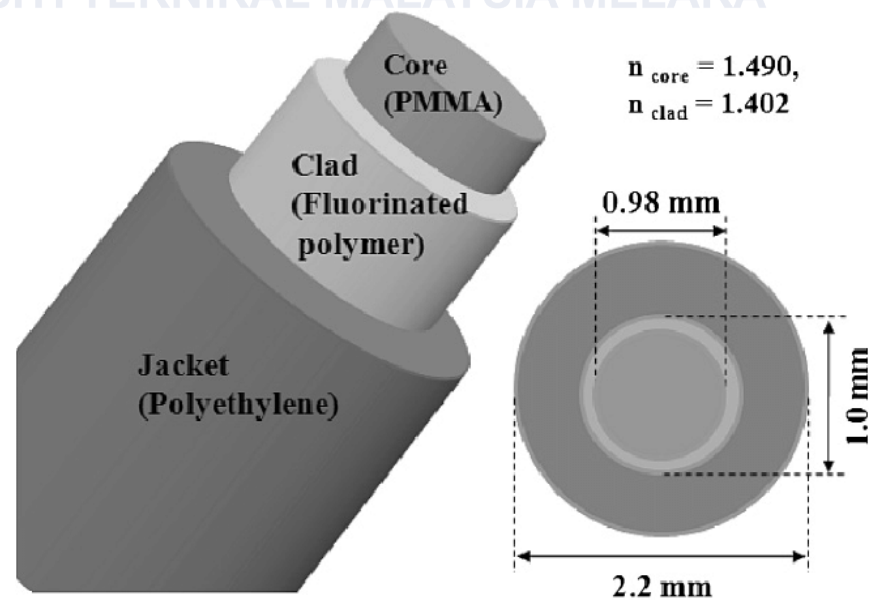 Core
(PMMA)
n core = 1.490,
n clad = 1.402
Clad
(Fluorinated
polymer)
0.98 mm
Jacket
(Polyethylene)
1.0 mm
2.2 mm